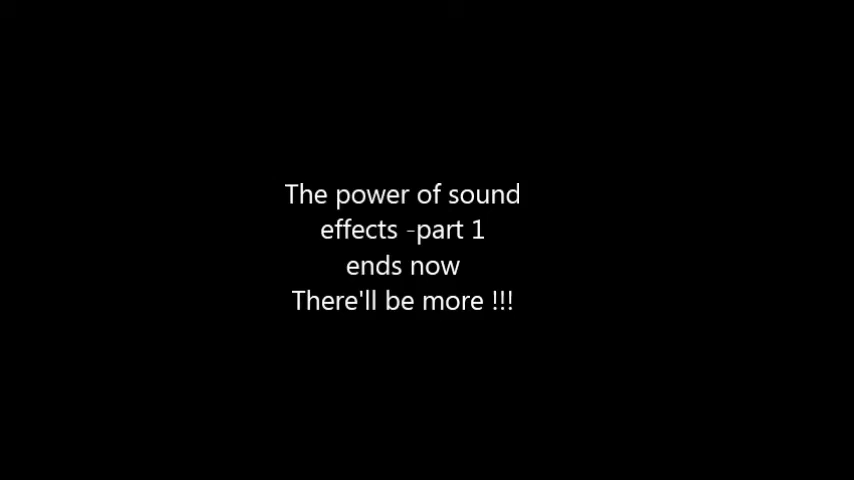 The power of sound
effects -part 1
ends now
There'll be more !!!